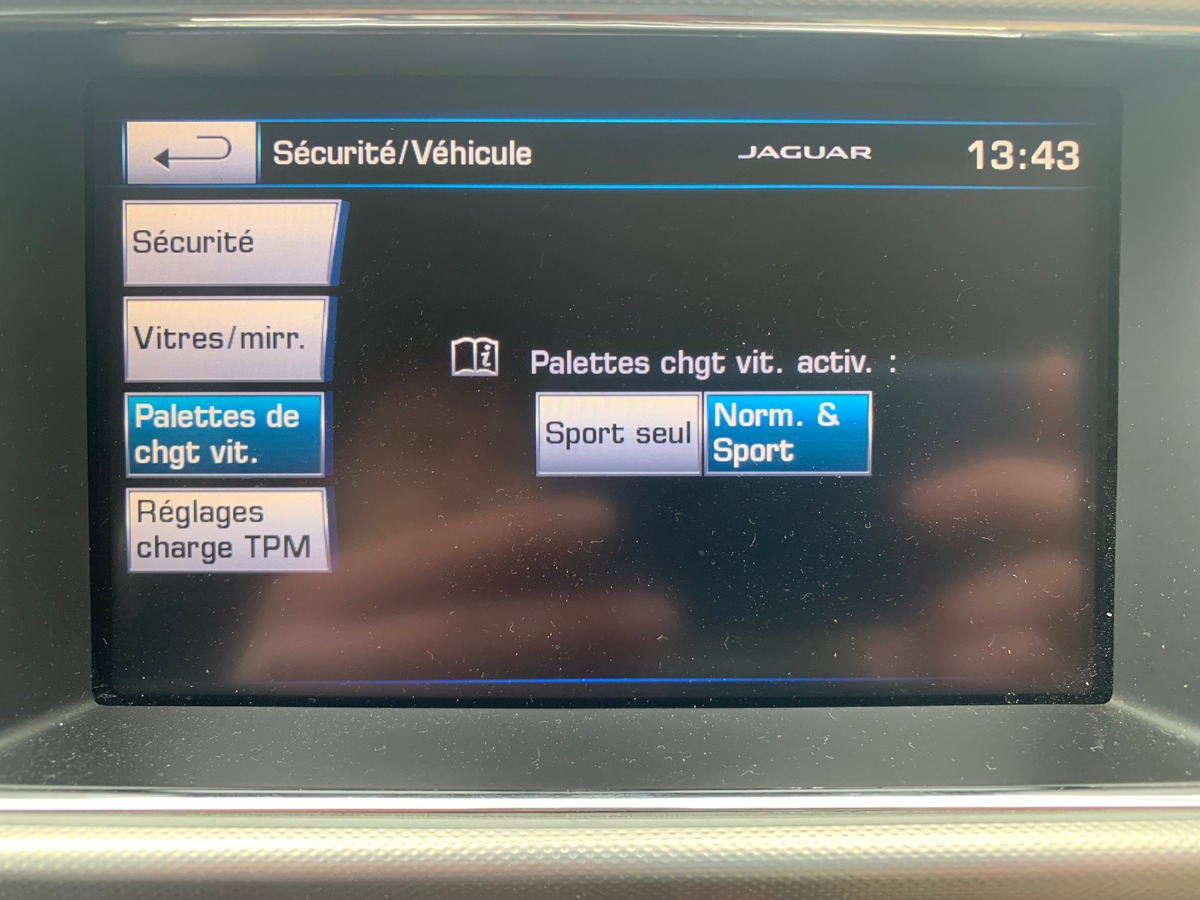 Sécurité/Véhicule JAGUAR 13:43
Sécurité
Vitres/mirr.
Palettes de
chgt vit.
Réglages
charge TPM
i
Palettes chgt vit. activ. :
Sport seul
Norm. &
Sport